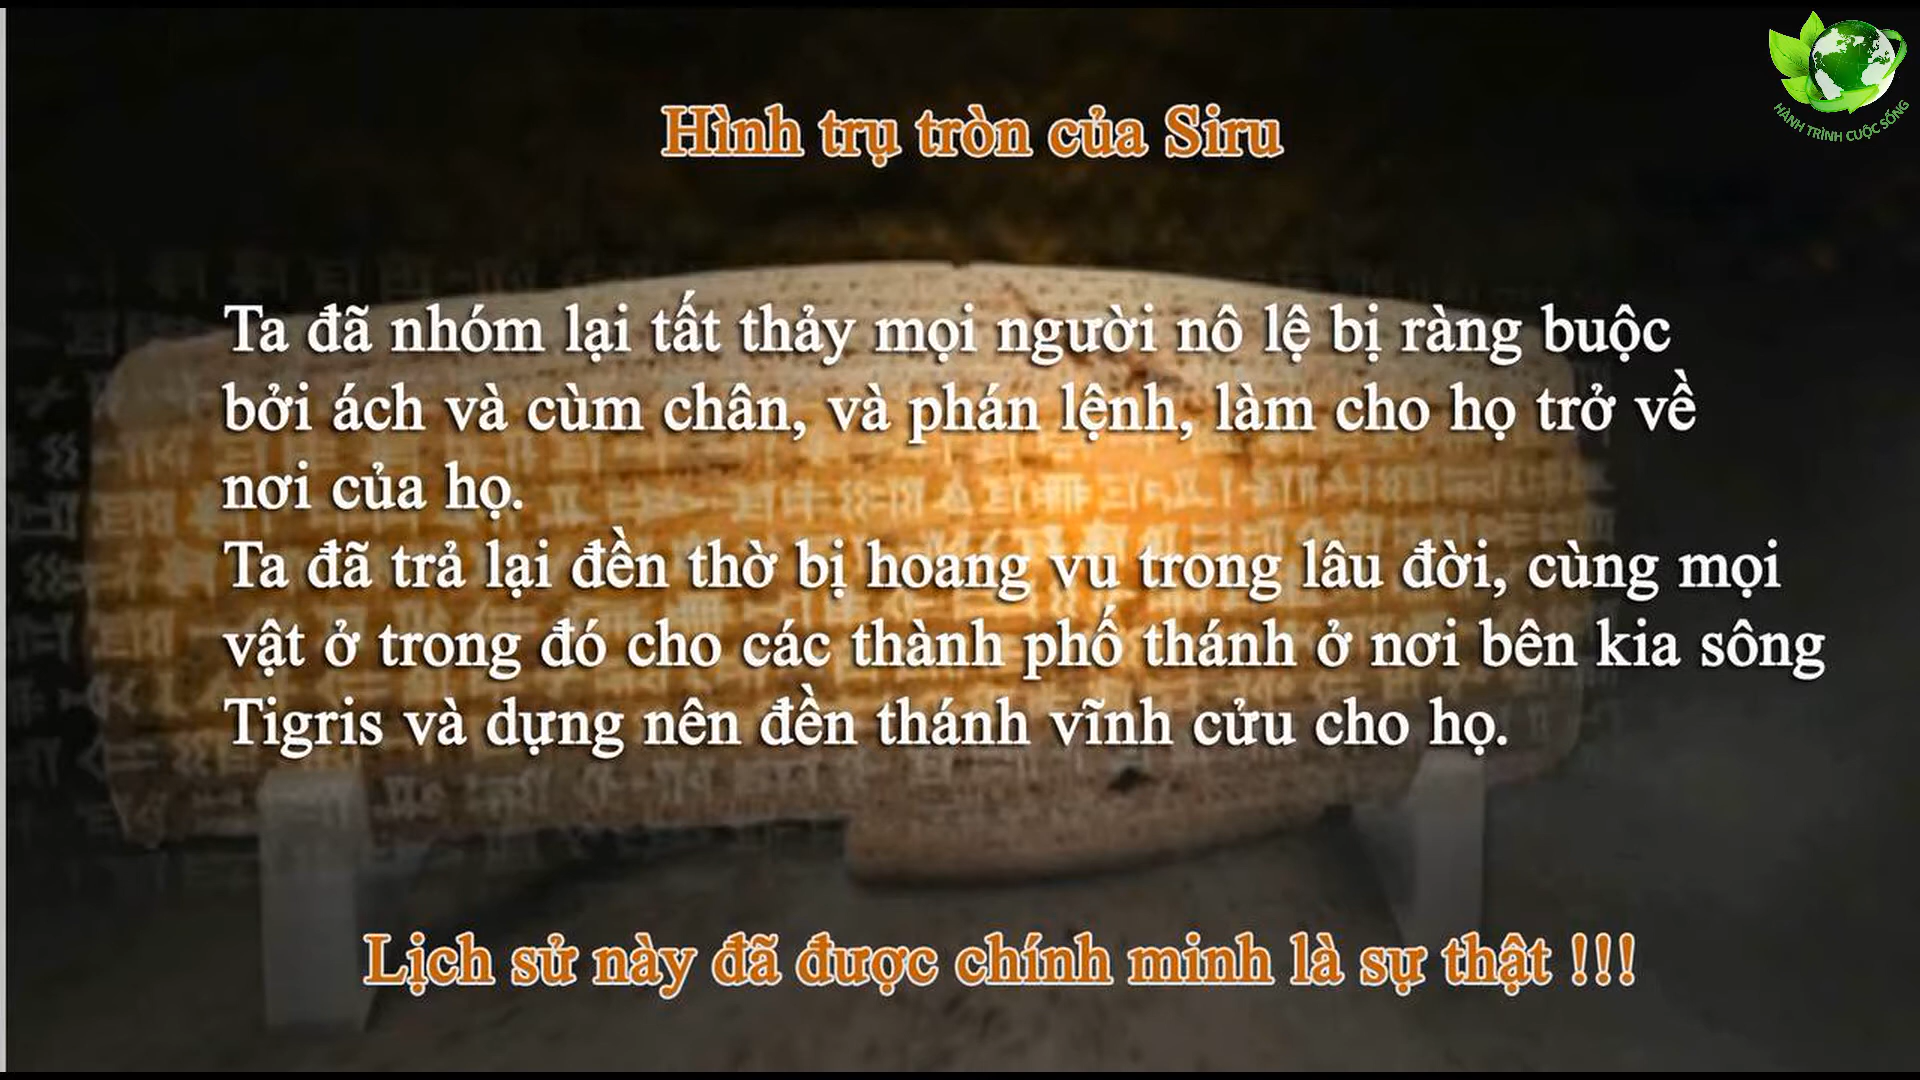 HÀNH TRÌNH CUỘC SỐNG
Hình trụ tròn của Siru
Ta đã nhóm lại tất thảy mọi người nô lệ bị ràng buộc
bởi ách và cùm chân, và phán lệnh, làm cho họ trở về
nơi của họ.
Ta đã trả lại đền thờ bị hoang vu trong lâu đời, cùng mọi
vật ở trong đó cho các thành phố thánh ở nơi bên kia sông
Tigris và dựng nên đền thánh vĩnh cửu cho họ.
Lịch sử này đã được chính minh là sự thật !!!